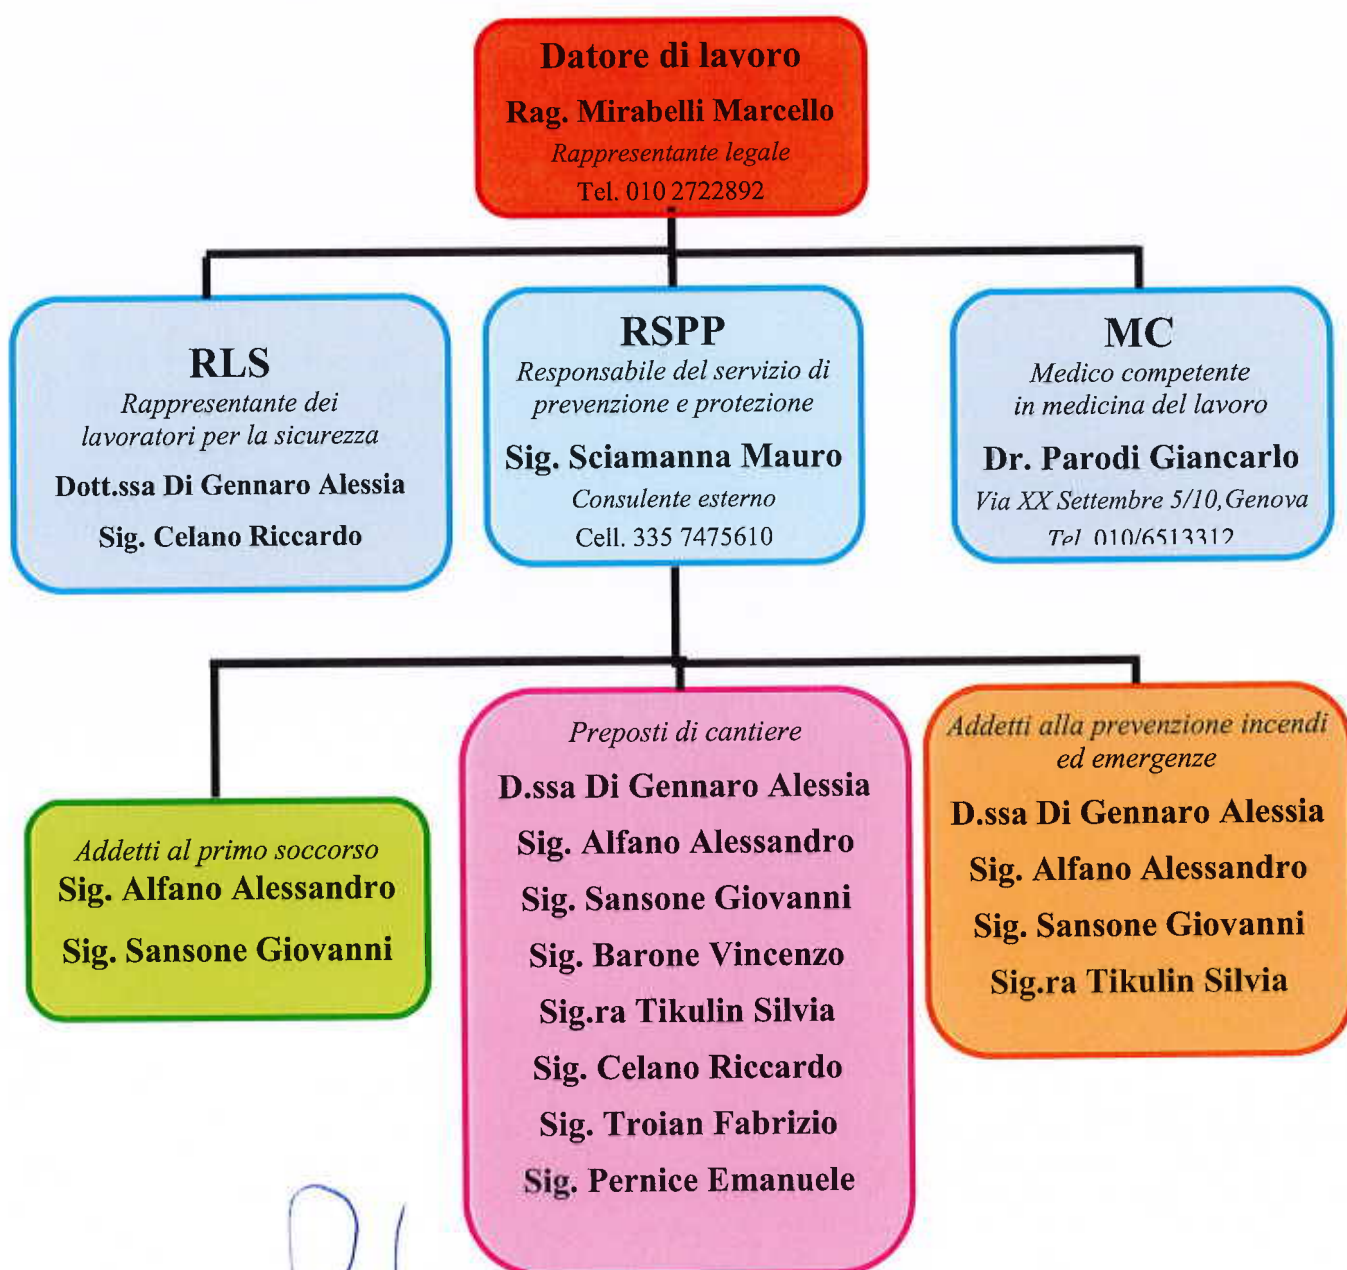 Datore di lavoro
Rag. Mirabelli Marcello
Rappresentante legale
Tel. 010 2722892
RLS
Rappresentante dei
lavoratori per la sicurezza
Dott.ssa Di Gennaro Alessia
Sig. Celano Riccardo
RSPP
Responsabile del servizio di
prevenzione e protezione
Sig. Sciamanna Mauro
Consulente esterno
Cell. 335 7475610
MC
Medico competente
in medicina del lavoro
Dr. Parodi Giancarlo
Via XX Settembre 5/10, Genova
Tel. 010/6513312
Addetti al primo soccorso
Sig. Alfano Alessandro
Sig. Sansone Giovanni
Preposti di cantiere
D.ssa Di Gennaro Alessia
Sig. Alfano Alessandro
Sig. Sansone Giovanni
Sig. Barone Vincenzo
Sig.ra Tikulin Silvia
Sig. Celano Riccardo
Sig. Troian Fabrizio
Sig. Pernice Emanuele
Addetti alla prevenzione incendi
ed emergenze
D.ssa Di Gennaro Alessia
Sig. Alfano Alessandro
Sig. Sansone Giovanni
Sig.ra Tikulin Silvia